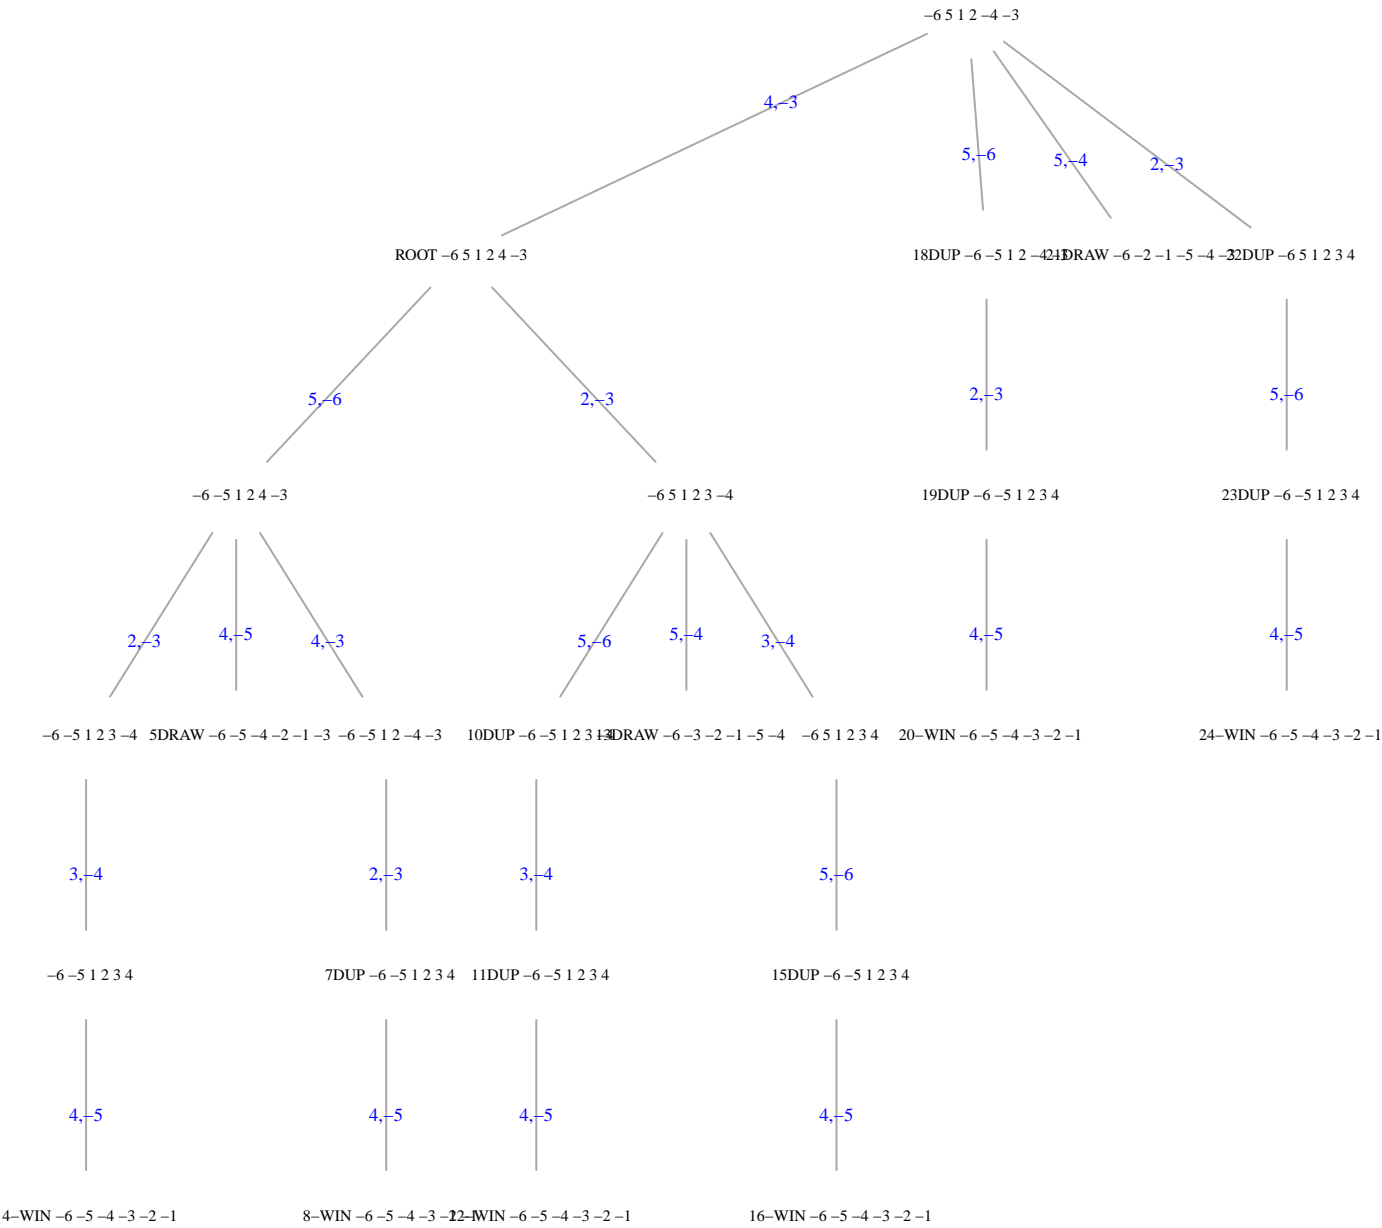 −6 5 1 2 −4 −3
4,−3
5,−6
5,−4
2,−3
ROOT −6 5 1 2 4 −3
18DUP −6 −5 1 2 −4 −3
21DRAW −6 −2 −1 −5 −4 −3
22DUP −6 5 1 2 3 4
5,−6
2,−3
2,−3
5,−6
−6 −5 1 2 4 −3
−6 5 1 2 3 −4
19DUP −6 −5 1 2 3 4
23DUP −6 −5 1 2 3 4
2,−3
4,−5
4,−3
5,−6
5,−4
3,−4
4,−5
4,−5
−6 −5 1 2 3 −4
5DRAW −6 −5 −4 −2 −1 −3
−6 −5 1 2 −4 −3
10DUP −6 −5 1 2 3 −4
13DRAW −6 −3 −2 −1 −5 −4
−6 5 1 2 3 4
20−WIN −6 −5 −4 −3 −2 −1
24−WIN −6 −5 −4 −3 −2 −1
3,−4
2,−3
3,−4
5,−6
−6 −5 1 2 3 4
7DUP −6 −5 1 2 3 4
11DUP −6 −5 1 2 3 4
15DUP −6 −5 1 2 3 4
4,−5
4,−5
4,−5
4,−5
4−WIN −6 −5 −4 −3 −2 −1
8−WIN −6 −5 −4 −3 −2 −1
12−WIN −6 −5 −4 −3 −2 −1
16−WIN −6 −5 −4 −3 −2 −1